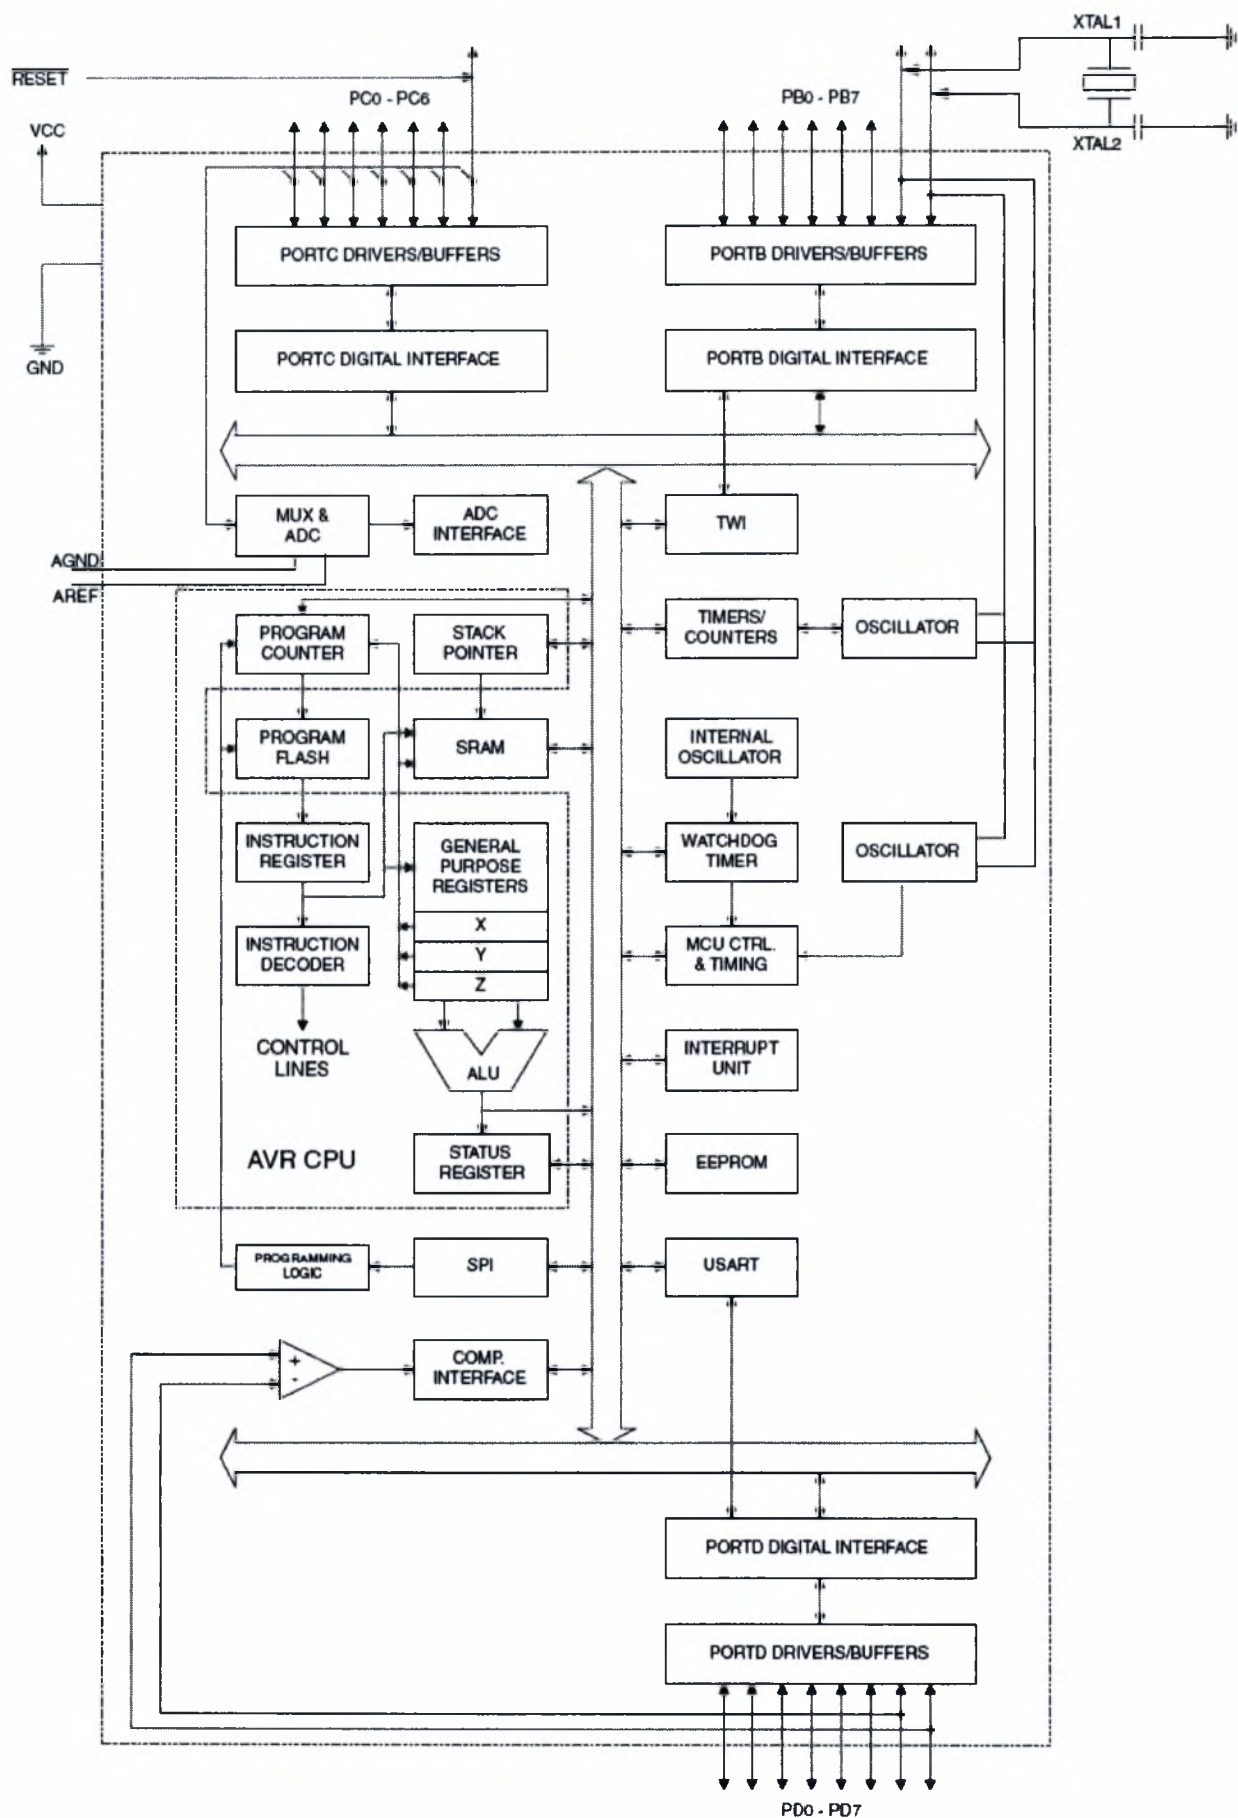 XTAL1
RESET
PC0 - PC6
PB0 - PB7
VCC
XTAL2
PORTC DRIVERS/BUFFERS
PORTB DRIVERS/BUFFERS
PORTC DIGITAL INTERFACE
PORTB DIGITAL INTERFACE
GND
MUX &
ADC
ADC
INTERFACE
TWI
AGND
AREF
PROGRAM
COUNTER
STACK
POINTER
TIMERS/
COUNTERS
OSCILLATOR
PROGRAM
FLASH
SRAM
INTERNAL
OSCILLATOR
INSTRUCTION
REGISTER
GENERAL
PURPOSE
REGISTERS
WATCHDOG
TIMER
OSCILLATOR
X
INSTRUCTION
DECODER
Y
Z
MCU CTRL.
& TIMING
CONTROL
LINES
ALU
INTERRUPT
UNIT
AVR CPU
STATUS
REGISTER
EEPROM
PROGRAMMING
LOGIC
SPI
USART
+
-
COMP.
INTERFACE
PORTD DIGITAL INTERFACE
PORTD DRIVERS/BUFFERS
PD0 - PD7